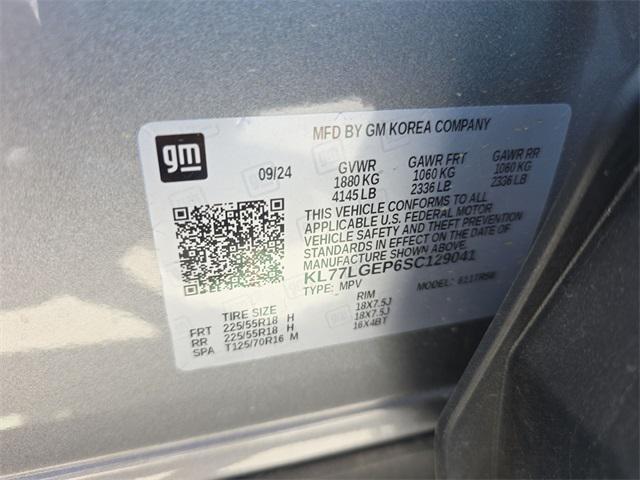 MFD BY GM KOREA COMPANY
gm
09/24
GVWR GAWR FRT GAWR RR
1880 KG 1060 KG 1060 KG
4145 LB 2336 LB 2336 LB
THIS VEHICLE CONFORMS TO ALL
APPLICABLE U.S. FEDERAL MOTOR
VEHICLE SAFETY AND THEFT PREVENTION
STANDARDS IN EFFECT ON THE DATE OF
MANUFACTURE SHOWN ABOVE.
KL77LGEP6SC129041
TYPE: MPV MODEL:
TIRE SIZE RIM
FRT 225/55R18 H 18X7.5J
RR 225/55R18 H 18X7.5J
SPA T125/70R16 M 16X4BT